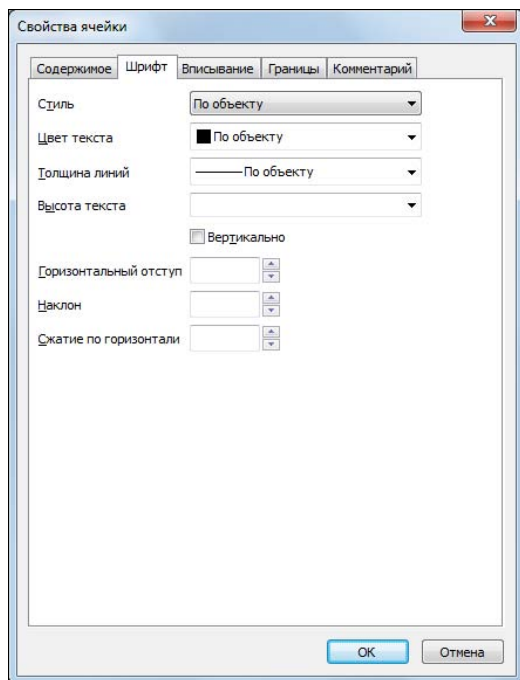 Свойства ячейки
Содержимое Шрифт Вписывание Границы Комментарий
Стиль По объекту
Цвет текста По объекту
Толщина линий По объекту
Высота текста
Вертикально
Горизонтальный отступ
Наклон
Сжатие по горизонтали
ОК Отмена